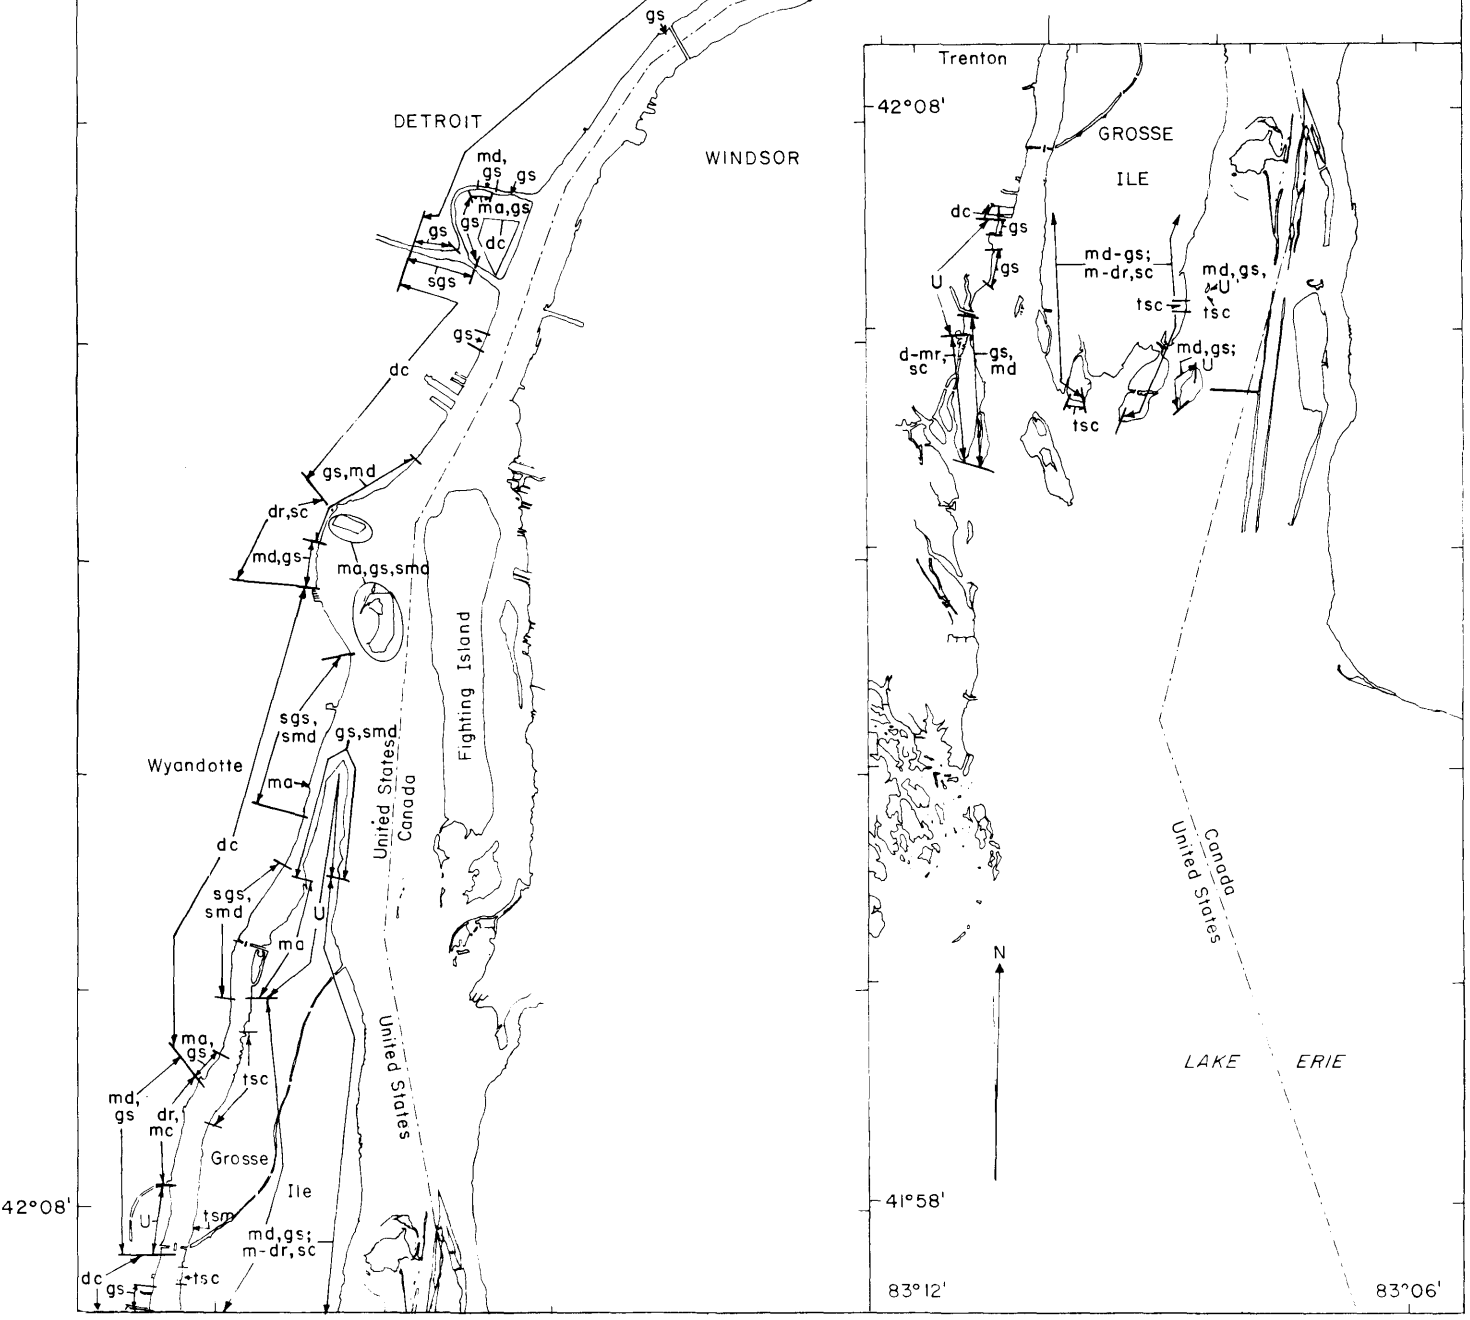 gs
DETROIT
WINDSOR
md,
gs
gs
ma,gs
gs
dc
gs
sgs
gs
dc
gs,md
dr,sc
md,gs
ma,gs,smd
Fighting Island
sgs,
smd
gs,smd
Wyandotte
ma
United States
Canada
dc
sgs,
smd
U
ma
United States
ma,
gs
tsc
md,
gs
dr,
mc
Grosse
Ile
42°08'
U
tsm
md,gs;
m-dr,sc
dc
gs
tsc
Trenton
42°08'
GROSSE
ILE
dc
gs
gs
U
md-gs;
m-dr,sc
md,gs,
U
tsc
tsc
d-mr,
sc
gs,
md
md,gs;
U
tsc
Canada
United States
N
LAKE ERIE
41°58'
83°12'
83°06'